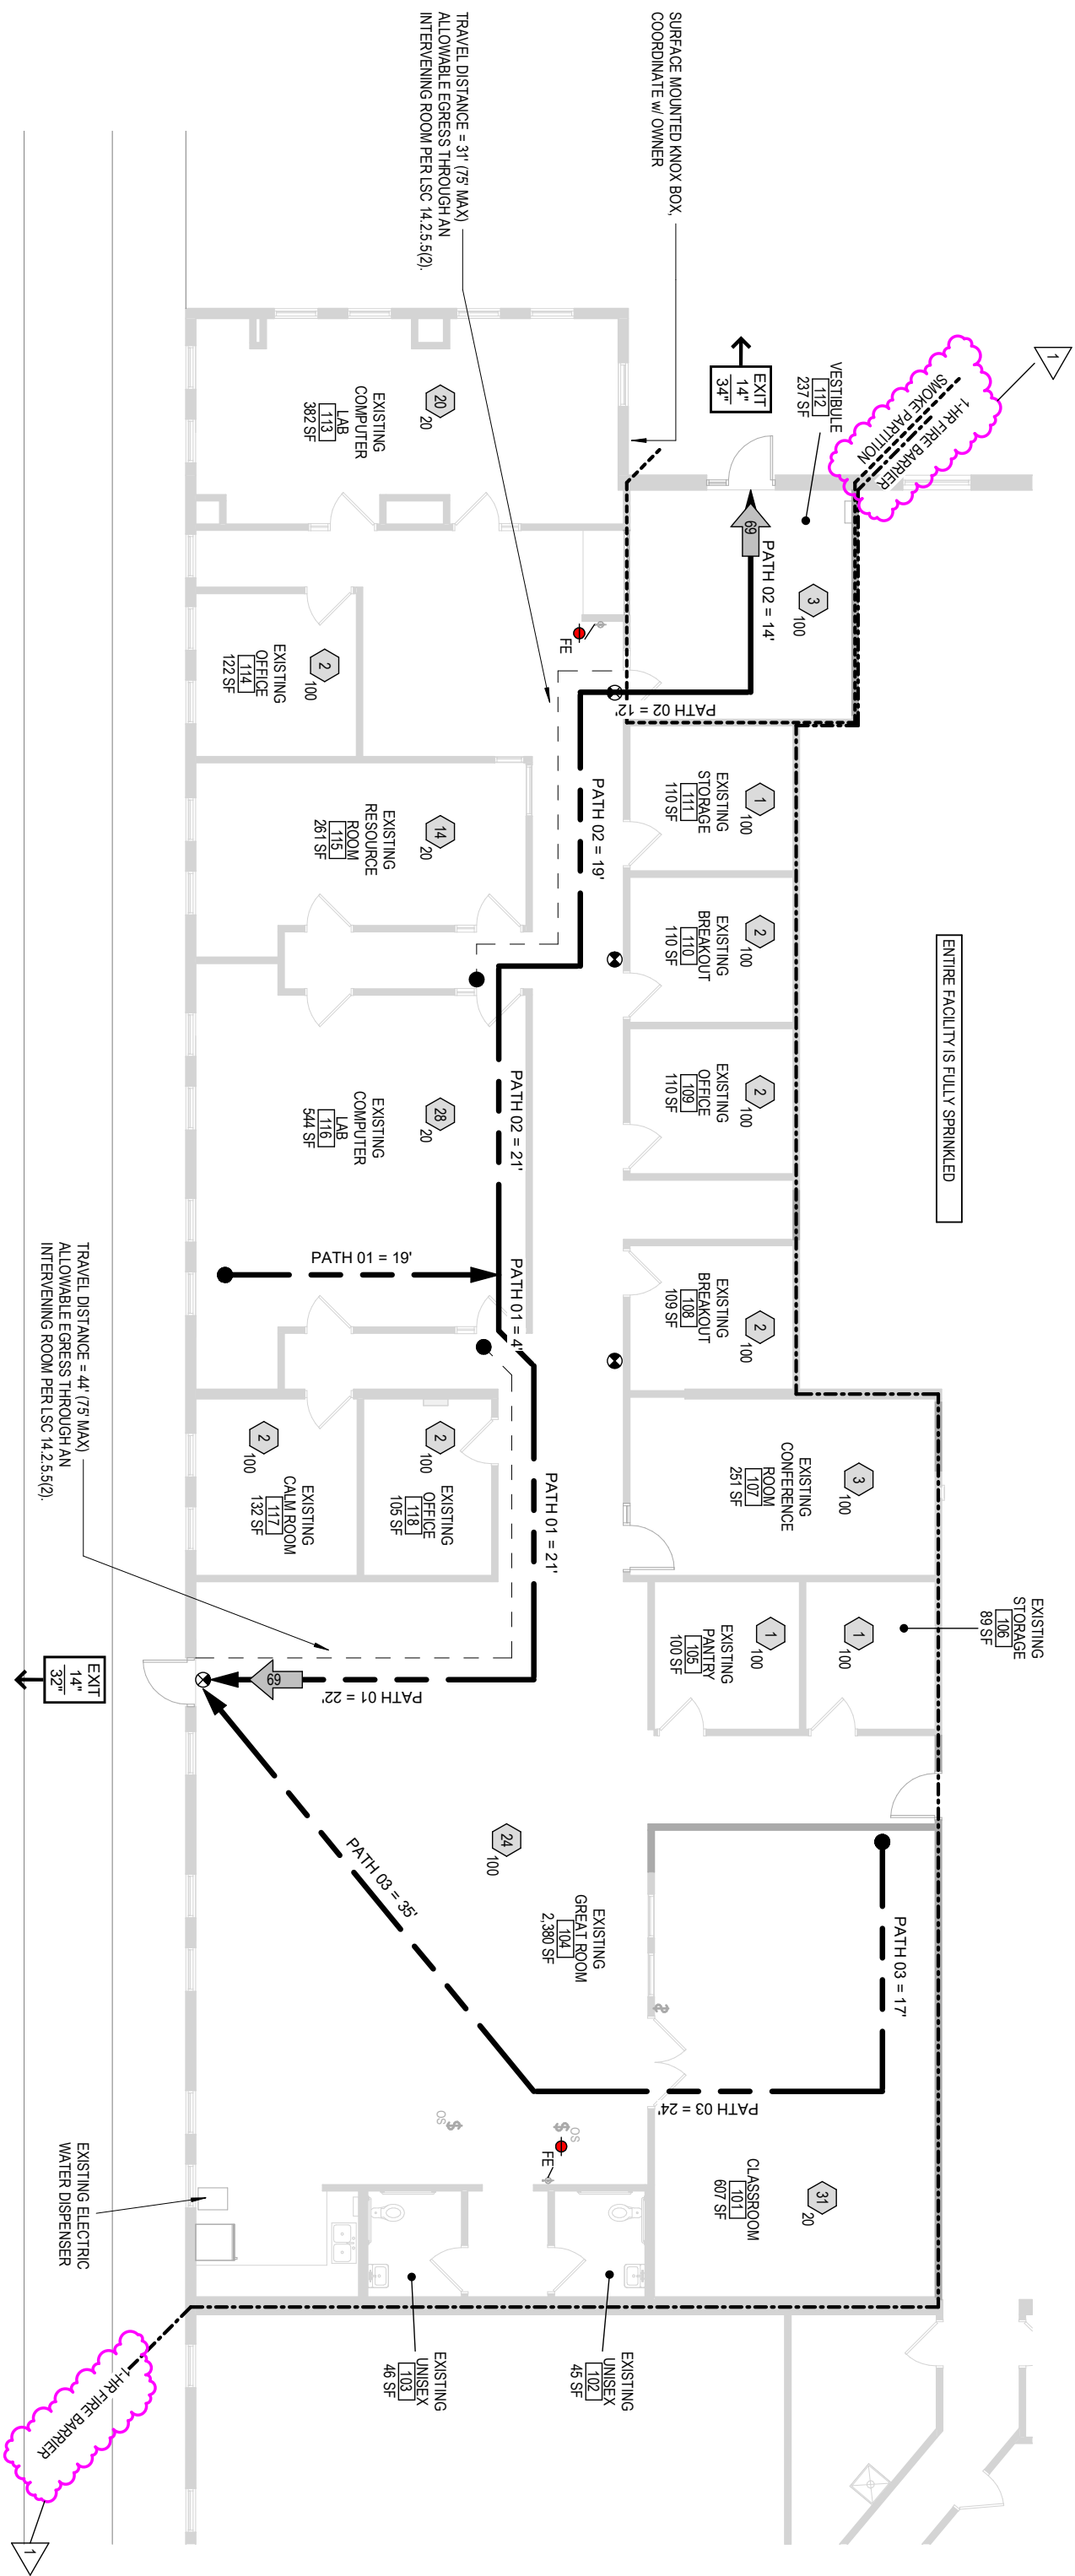 SURFACE MOUNTED KNOX BOX,
COORDINATE w/ OWNER
TRAVEL DISTANCE = 31' (75' MAX)
ALLOWABLE EGRESS THROUGH AN
INTERVENING ROOM PER LSC 14.2.5.5(2).
1
1-HR FIRE BARRIER
SMOKE PARTITION
VESTIBULE
112
237 SF
EXIT
14"
34"
3
100
69
PATH 02 = 14'
PATH 02 = 12'
PATH 02 = 19'
PATH 02 = 21'
FE
20
20
EXISTING
COMPUTER
LAB
113
382 SF
2
100
EXISTING
OFFICE
114
122 SF
14
20
EXISTING
RESOURCE
ROOM
115
261 SF
1
100
EXISTING
STORAGE
111
110 SF
2
100
EXISTING
BREAKOUT
110
110 SF
2
100
EXISTING
OFFICE
109
110 SF
2
100
EXISTING
BREAKOUT
108
109 SF
ENTIRE FACILITY IS FULLY SPRINKLED
28
20
EXISTING
COMPUTER
LAB
116
544 SF
PATH 01 = 19'
PATH 01 = 4'
PATH 01 = 21'
PATH 01 = 22'
69
2
100
EXISTING
CALM ROOM
117
132 SF
2
100
EXISTING
OFFICE
118
105 SF
3
100
EXISTING
CONFERENCE
ROOM
107
251 SF
1
100
EXISTING
PANTRY
105
100 SF
1
100
EXISTING
STORAGE
106
89 SF
TRAVEL DISTANCE = 44' (75' MAX)
ALLOWABLE EGRESS THROUGH AN
INTERVENING ROOM PER LSC 14.2.5.5(2).
EXIT
14"
32"
24
100
EXISTING
GREAT ROOM
104
2,380 SF
PATH 03 = 17'
PATH 03 = 24'
PATH 03 = 35'
31
20
CLASSROOM
101
607 SF
$
$
OS
$
OS
FE
EXISTING
UNISEX
102
45 SF
EXISTING
UNISEX
103
46 SF
EXISTING ELECTRIC
WATER DISPENSER
1-HR FIRE BARRIER
1